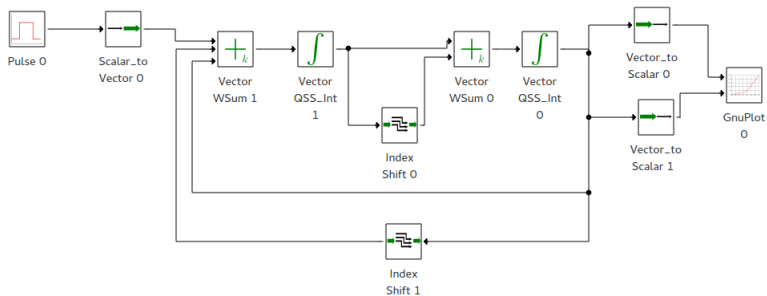 Pulse 0
Scalar_to
Vector 0
k
Vector
WSum 1
Vector
QSS_Int
1
Index
Shift 0
k
Vector
WSum 0
Vector
QSS_Int
0
Vector_to
Scalar 0
Vector_to
Scalar 1
GnuPlot
0
Index
Shift 1